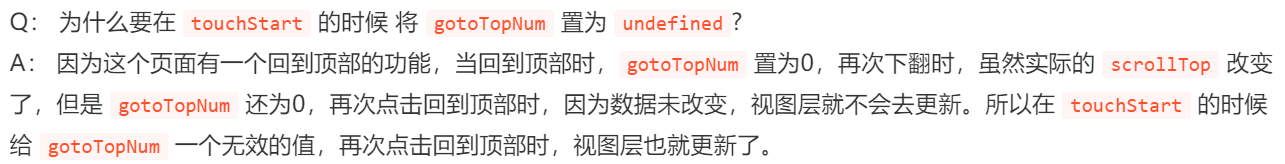 Q： 为什么要在 touchStart 的时候 将 gotoTopNum 置为 undefined？
A： 因为这个页面有一个回到顶部的功能，当回到顶部时，gotoTopNum 置为0，再次下翻时，虽然实际的 scrollTop 改变
了，但是 gotoTopNum 还为0，再次点击回到顶部时，因为数据未改变，视图层就不会去更新。所以在 touchStart 的时候
给 gotoTopNum 一个无效的值，再次点击回到顶部时，视图层也就更新了。